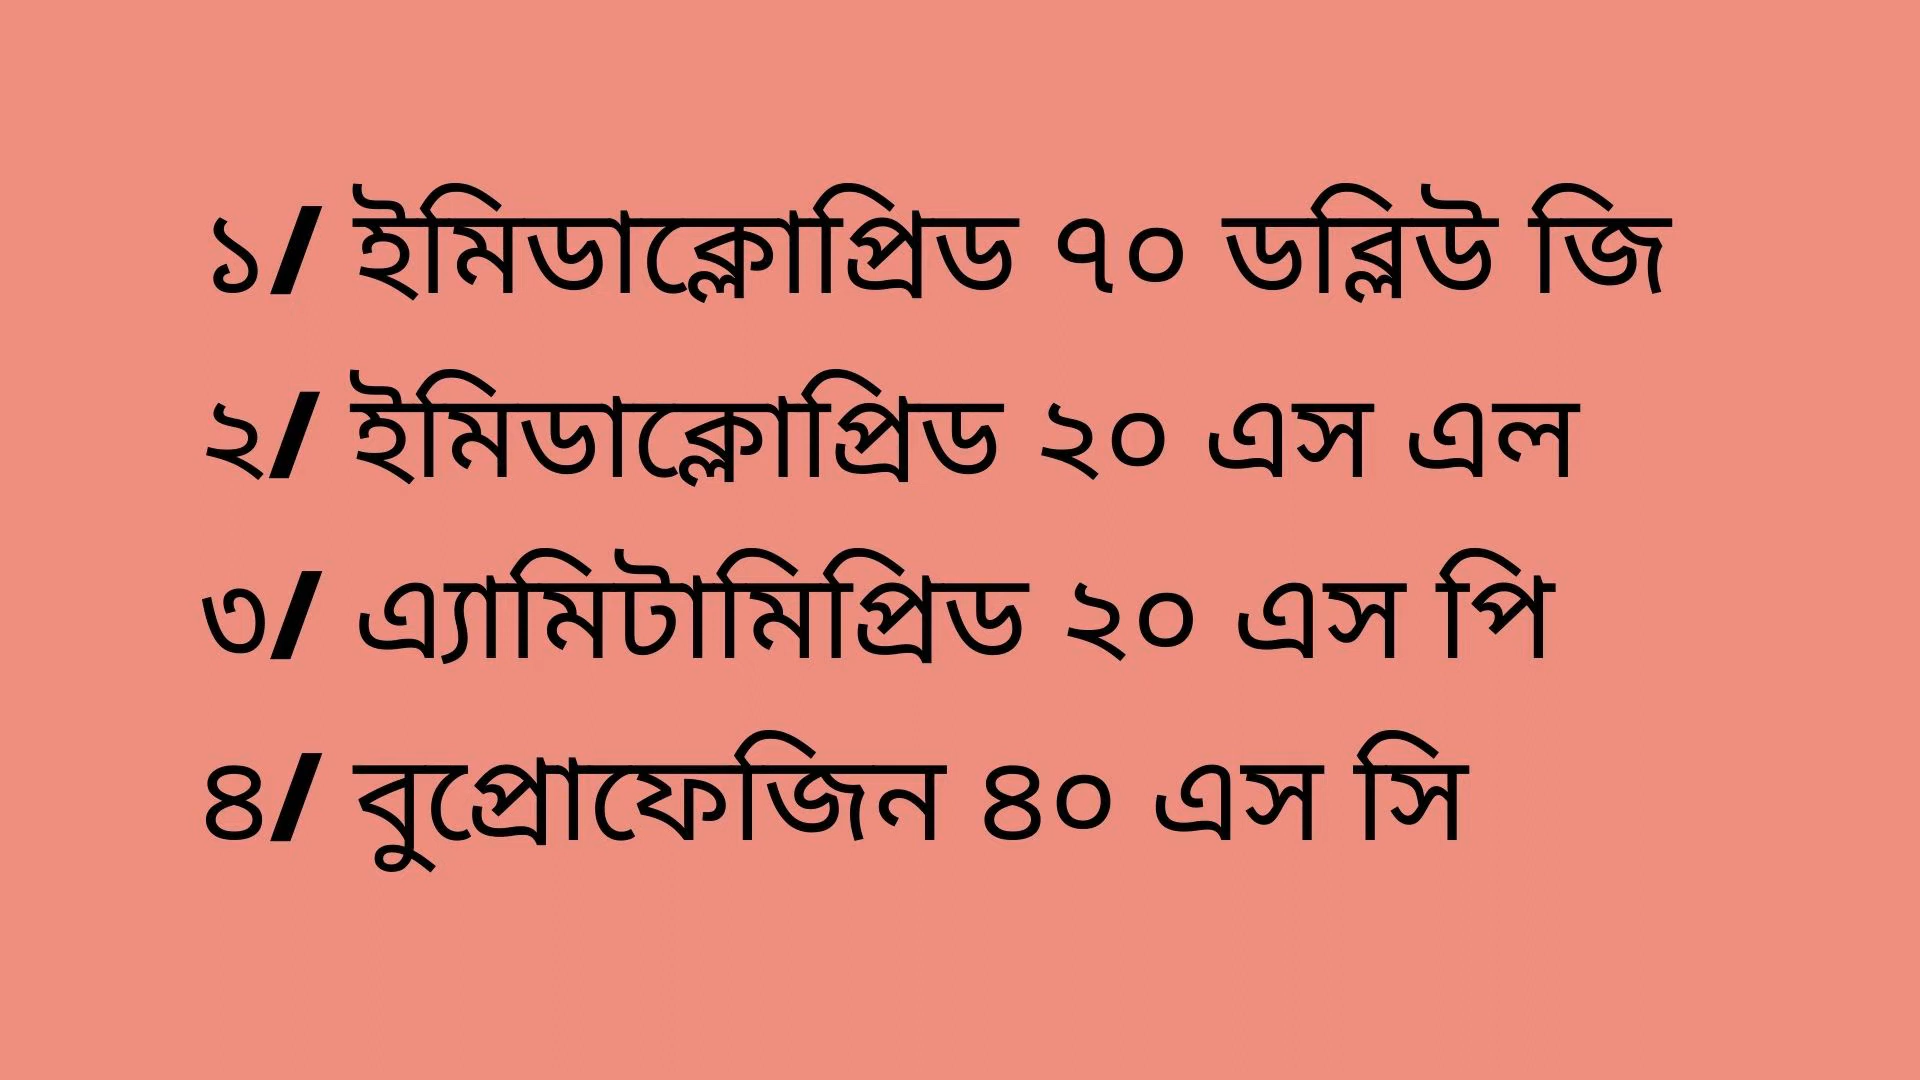 ১/ ইমিডাক্লোপ্রিড ৭০ ডব্লিউ জি
২/ ইমিডাক্লোপ্রিড ২০ এস এল
৩/ এ্যামিটামিপ্রিড ২০ এস পি
৪/ বুপ্রোফেজিন ৪০ এস সি